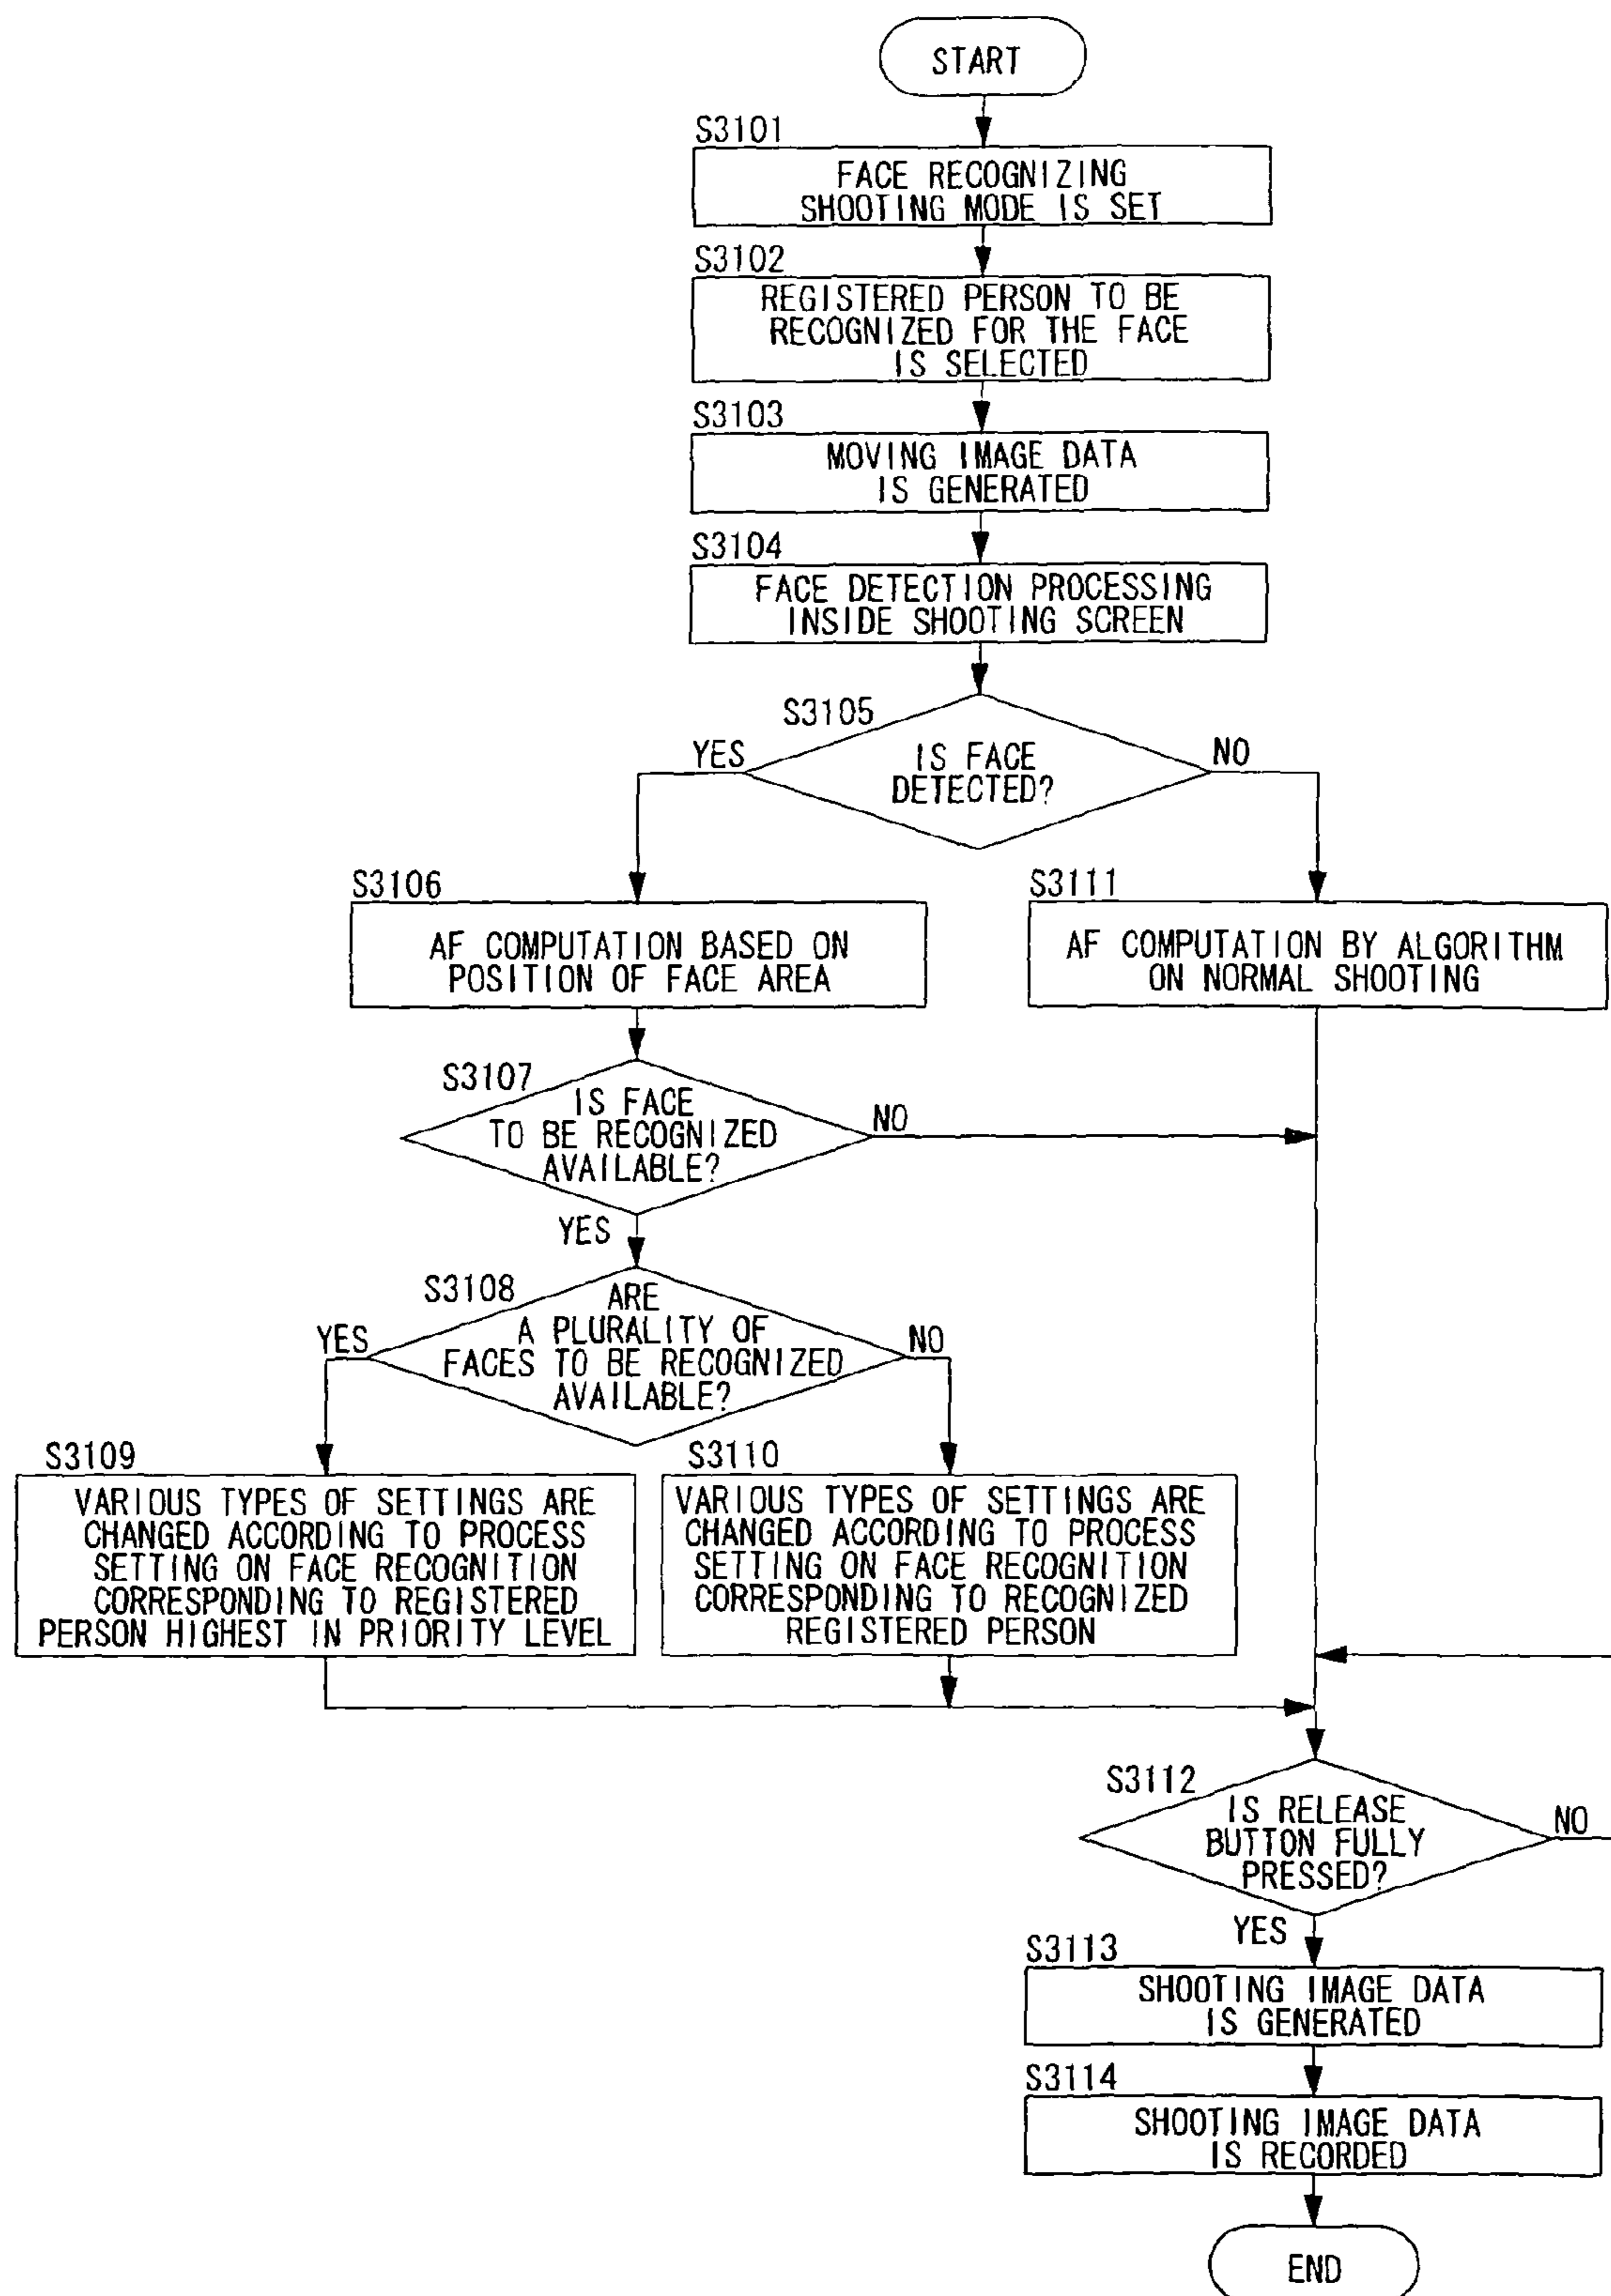 START
S3101
FACE RECOGNIZING
SHOOTING MODE IS SET
S3102
REGISTERED PERSON TO BE
RECOGNIZED FOR THE FACE
IS SELECTED
S3103
MOVING IMAGE DATA
IS GENERATED
S3104
FACE DETECTION PROCESSING
INSIDE SHOOTING SCREEN
S3105
IS FACE
DETECTED?
YES
NO
S3106
AF COMPUTATION BASED ON
POSITION OF FACE AREA
S3111
AF COMPUTATION BY ALGORITHM
ON NORMAL SHOOTING
S3107
IS FACE
TO BE RECOGNIZED
AVAILABLE?
NO
YES
S3108
ARE
A PLURALITY OF
FACES TO BE RECOGNIZED
AVAILABLE?
YES
NO
S3109
VARIOUS TYPES OF SETTINGS ARE
CHANGED ACCORDING TO PROCESS
SETTING ON FACE RECOGNITION
CORRESPONDING TO REGISTERED
PERSON HIGHEST IN PRIORITY LEVEL
S3110
VARIOUS TYPES OF SETTINGS ARE
CHANGED ACCORDING TO PROCESS
SETTING ON FACE RECOGNITION
CORRESPONDING TO RECOGNIZED
REGISTERED PERSON
S3112
IS RELEASE
BUTTON FULLY
PRESSED?
NO
YES
S3113
SHOOTING IMAGE DATA
IS GENERATED
S3114
SHOOTING IMAGE DATA
IS RECORDED
END